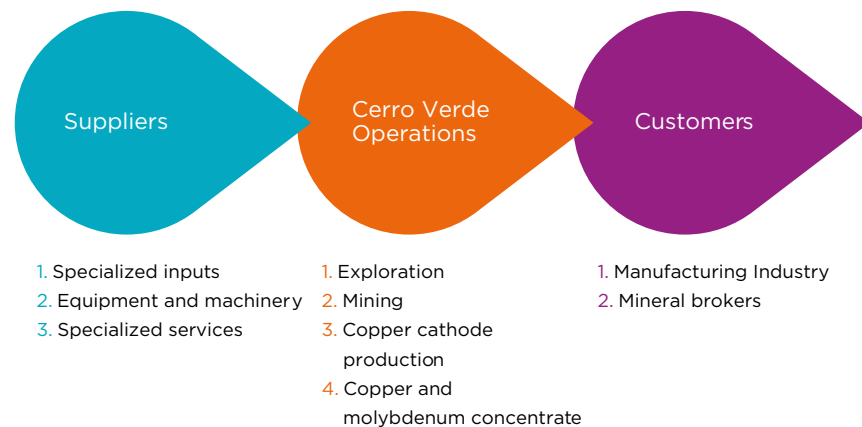 Suppliers
Cerro Verde
Operations
Customers
1. Specialized inputs
2. Equipment and machinery
3. Specialized services
1. Exploration
2. Mining
3. Copper cathode
production
4. Copper and
molybdenum concentrate
1. Manufacturing Industry
2. Mineral brokers